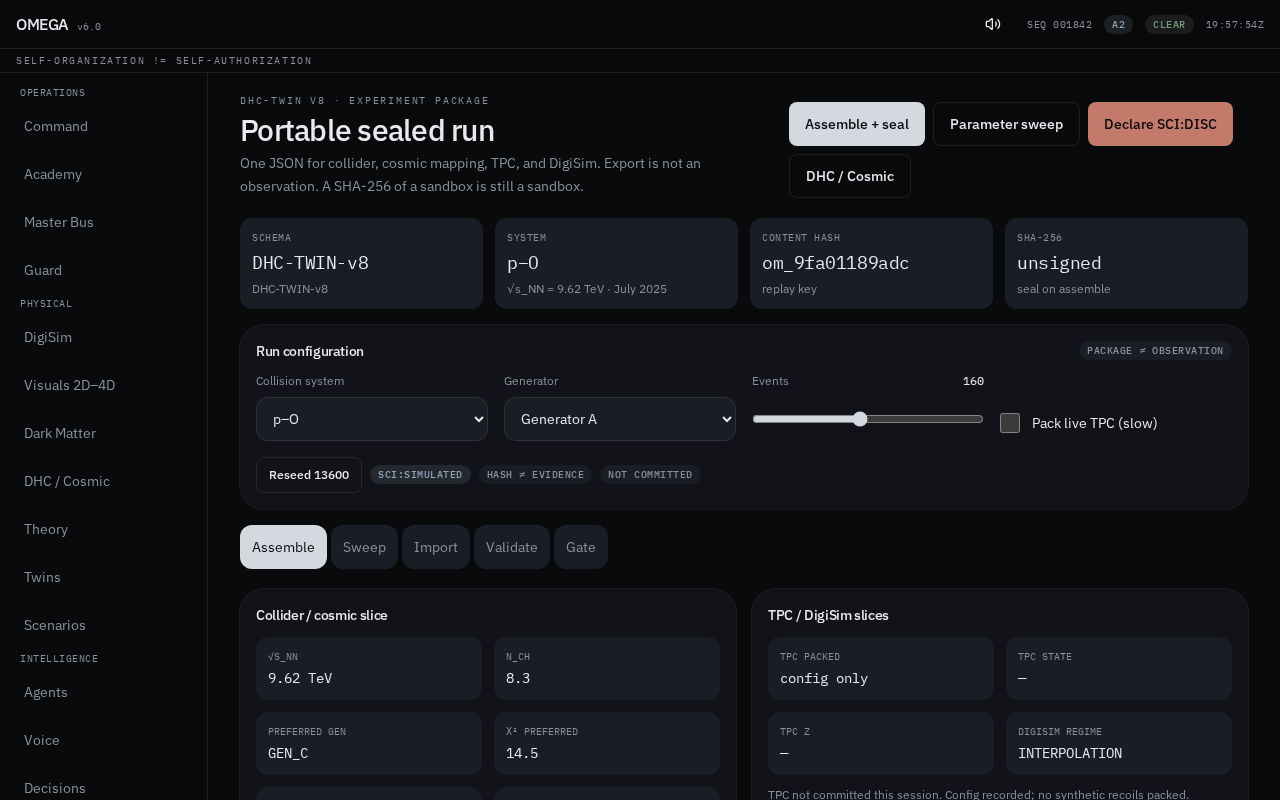 OMEGA v6.0
SEQ 001842 A2 CLEAR 19:57:54Z
SELF-ORGANIZATION != SELF-AUTHORIZATION
OPERATIONS
Command
Academy
Master Bus
Guard
PHYSICAL
DigiSim
Visuals 2D–4D
Dark Matter
DHC / Cosmic
Theory
Twins
Scenarios
INTELLIGENCE
Agents
Voice
Decisions
DHC-TWIN V8 · EXPERIMENT PACKAGE
Portable sealed run
One JSON for collider, cosmic mapping, TPC, and DigiSim. Export is not an
observation. A SHA-256 of a sandbox is still a sandbox.
Assemble + seal
Parameter sweep
Declare SCI:DISC
DHC / Cosmic
SCHEMA
DHC-TWIN-v8
DHC-TWIN-v8
SYSTEM
p–O
√s_NN = 9.62 TeV · July 2025
CONTENT HASH
om_9fa01189adc
replay key
SHA-256
unsigned
seal on assemble
Run configuration
PACKAGE ≠ OBSERVATION
Collision system
p–O
Generator
Generator A
Events 160
Pack live TPC (slow)
Reseed 13600
SCI:SIMULATED
HASH ≠ EVIDENCE
NOT COMMITTED
Assemble
Sweep
Import
Validate
Gate
Collider / cosmic slice
√S_NN
9.62 TeV
N_CH
8.3
PREFERRED GEN
GEN_C
X² PREFERRED
14.5
TPC / DigiSim slices
TPC PACKED
config only
TPC STATE
—
TPC Z
—
DIGISIM REGIME
INTERPOLATION
TPC not committed this session. Config recorded; no synthetic recoils packed.